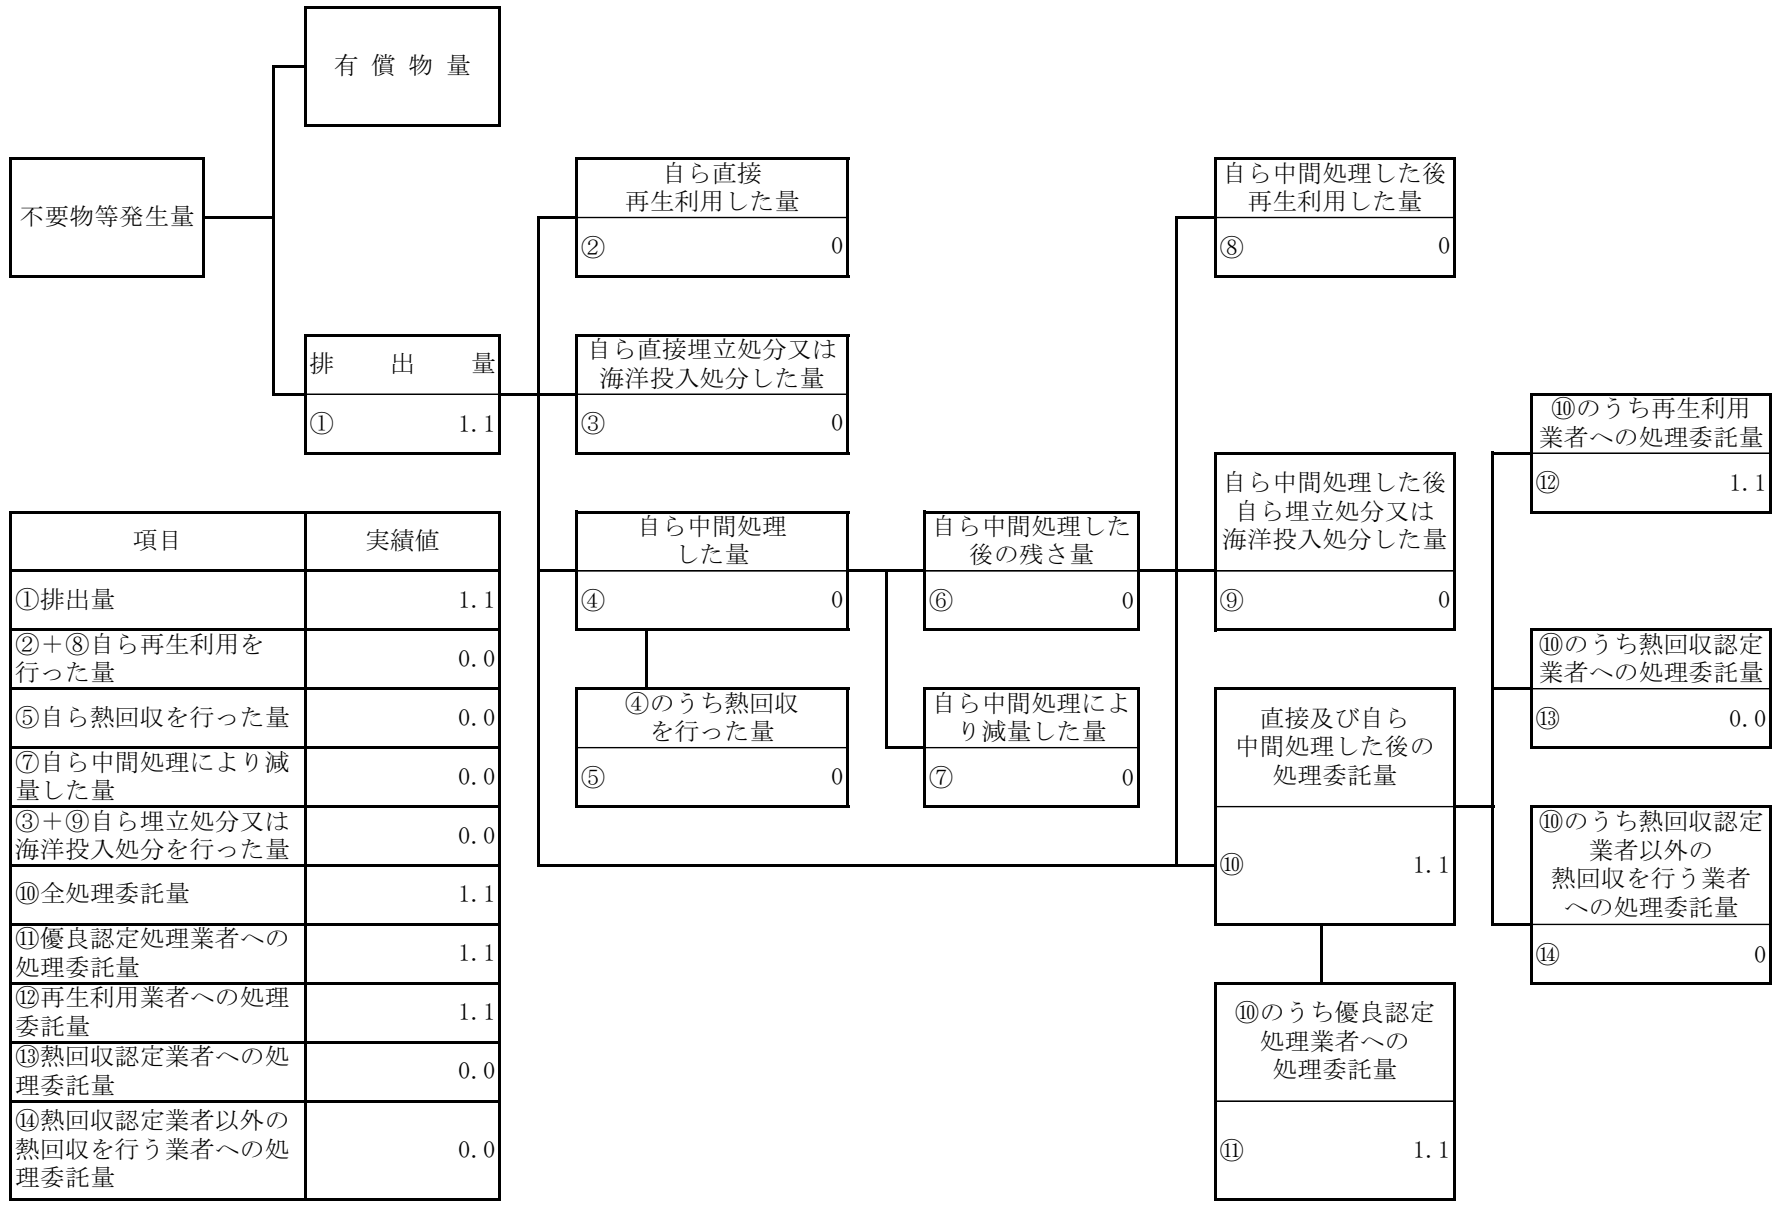 有 償 物 量
不要物等発生量
自ら直接
再生利用した量
② 0
自ら中間処理した後
再生利用した量
⑧ 0
排 出 量
① 1.1
自ら直接埋立処分又は
海洋投入処分した量
③ 0
⑩のうち再生利用
業者への処理委託量
⑫ 1.1
自ら中間処理した後
自ら埋立処分又は
海洋投入処分した量
⑨ 0
自ら中間処理
した量
④ 0
自ら中間処理した
後の残さ量
⑥ 0
⑩のうち熱回収認定
業者への処理委託量
⑬ 0.0
④のうち熱回収
を行った量
⑤ 0
自ら中間処理によ
り減量した量
⑦ 0
直接及び自ら
中間処理した後の
処理委託量
⑩ 1.1
⑩のうち熱回収認定
業者以外の
熱回収を行う業者
への処理委託量
⑭ 0
⑩のうち優良認定
処理業者への
処理委託量
⑪ 1.1
項目 実績値
①排出量 1.1
②＋⑧自ら再生利用を
行った量 0.0
⑤自ら熱回収を行った量 0.0
⑦自ら中間処理により減
量した量 0.0
③＋⑨自ら埋立処分又は
海洋投入処分を行った量 0.0
⑩全処理委託量 1.1
⑪優良認定処理業者への
処理委託量 1.1
⑫再生利用業者への処理
委託量 1.1
⑬熱回収認定業者への処
理委託量 0.0
⑭熱回収認定業者以外の
熱回収を行う業者への処
理委託量 0.0